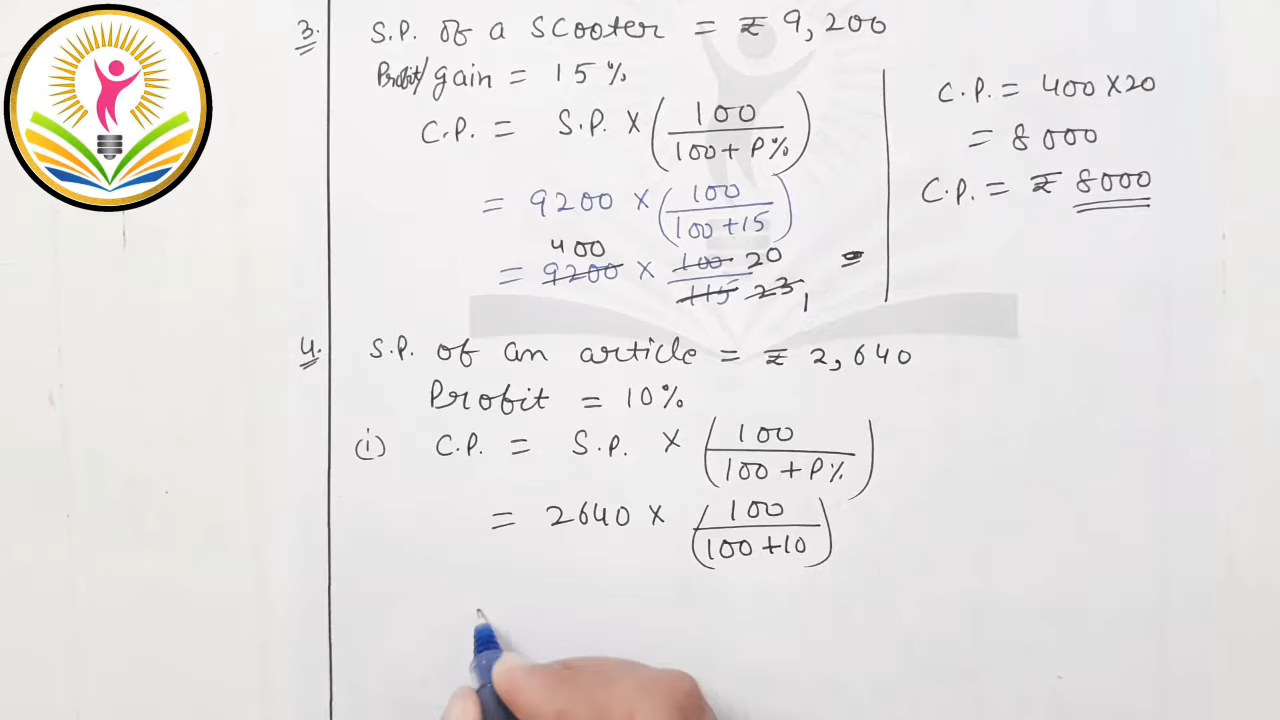 3. S.P. of a scooter = ₹ 9,200
Profit/gain = 15%
C.P. = S.P. × (100/100+P%)
= 9200 × (100/100+15)
400
= 9200 × 100 20/115 23 1 =
C.P. = 400×20
= 8000
C.P. = ₹ 8000
4. S.P. of an article = ₹ 2,640
Profit = 10%
(i) C.P. = S.P. × (100/100+P%)
= 2640 × (100/100+10)